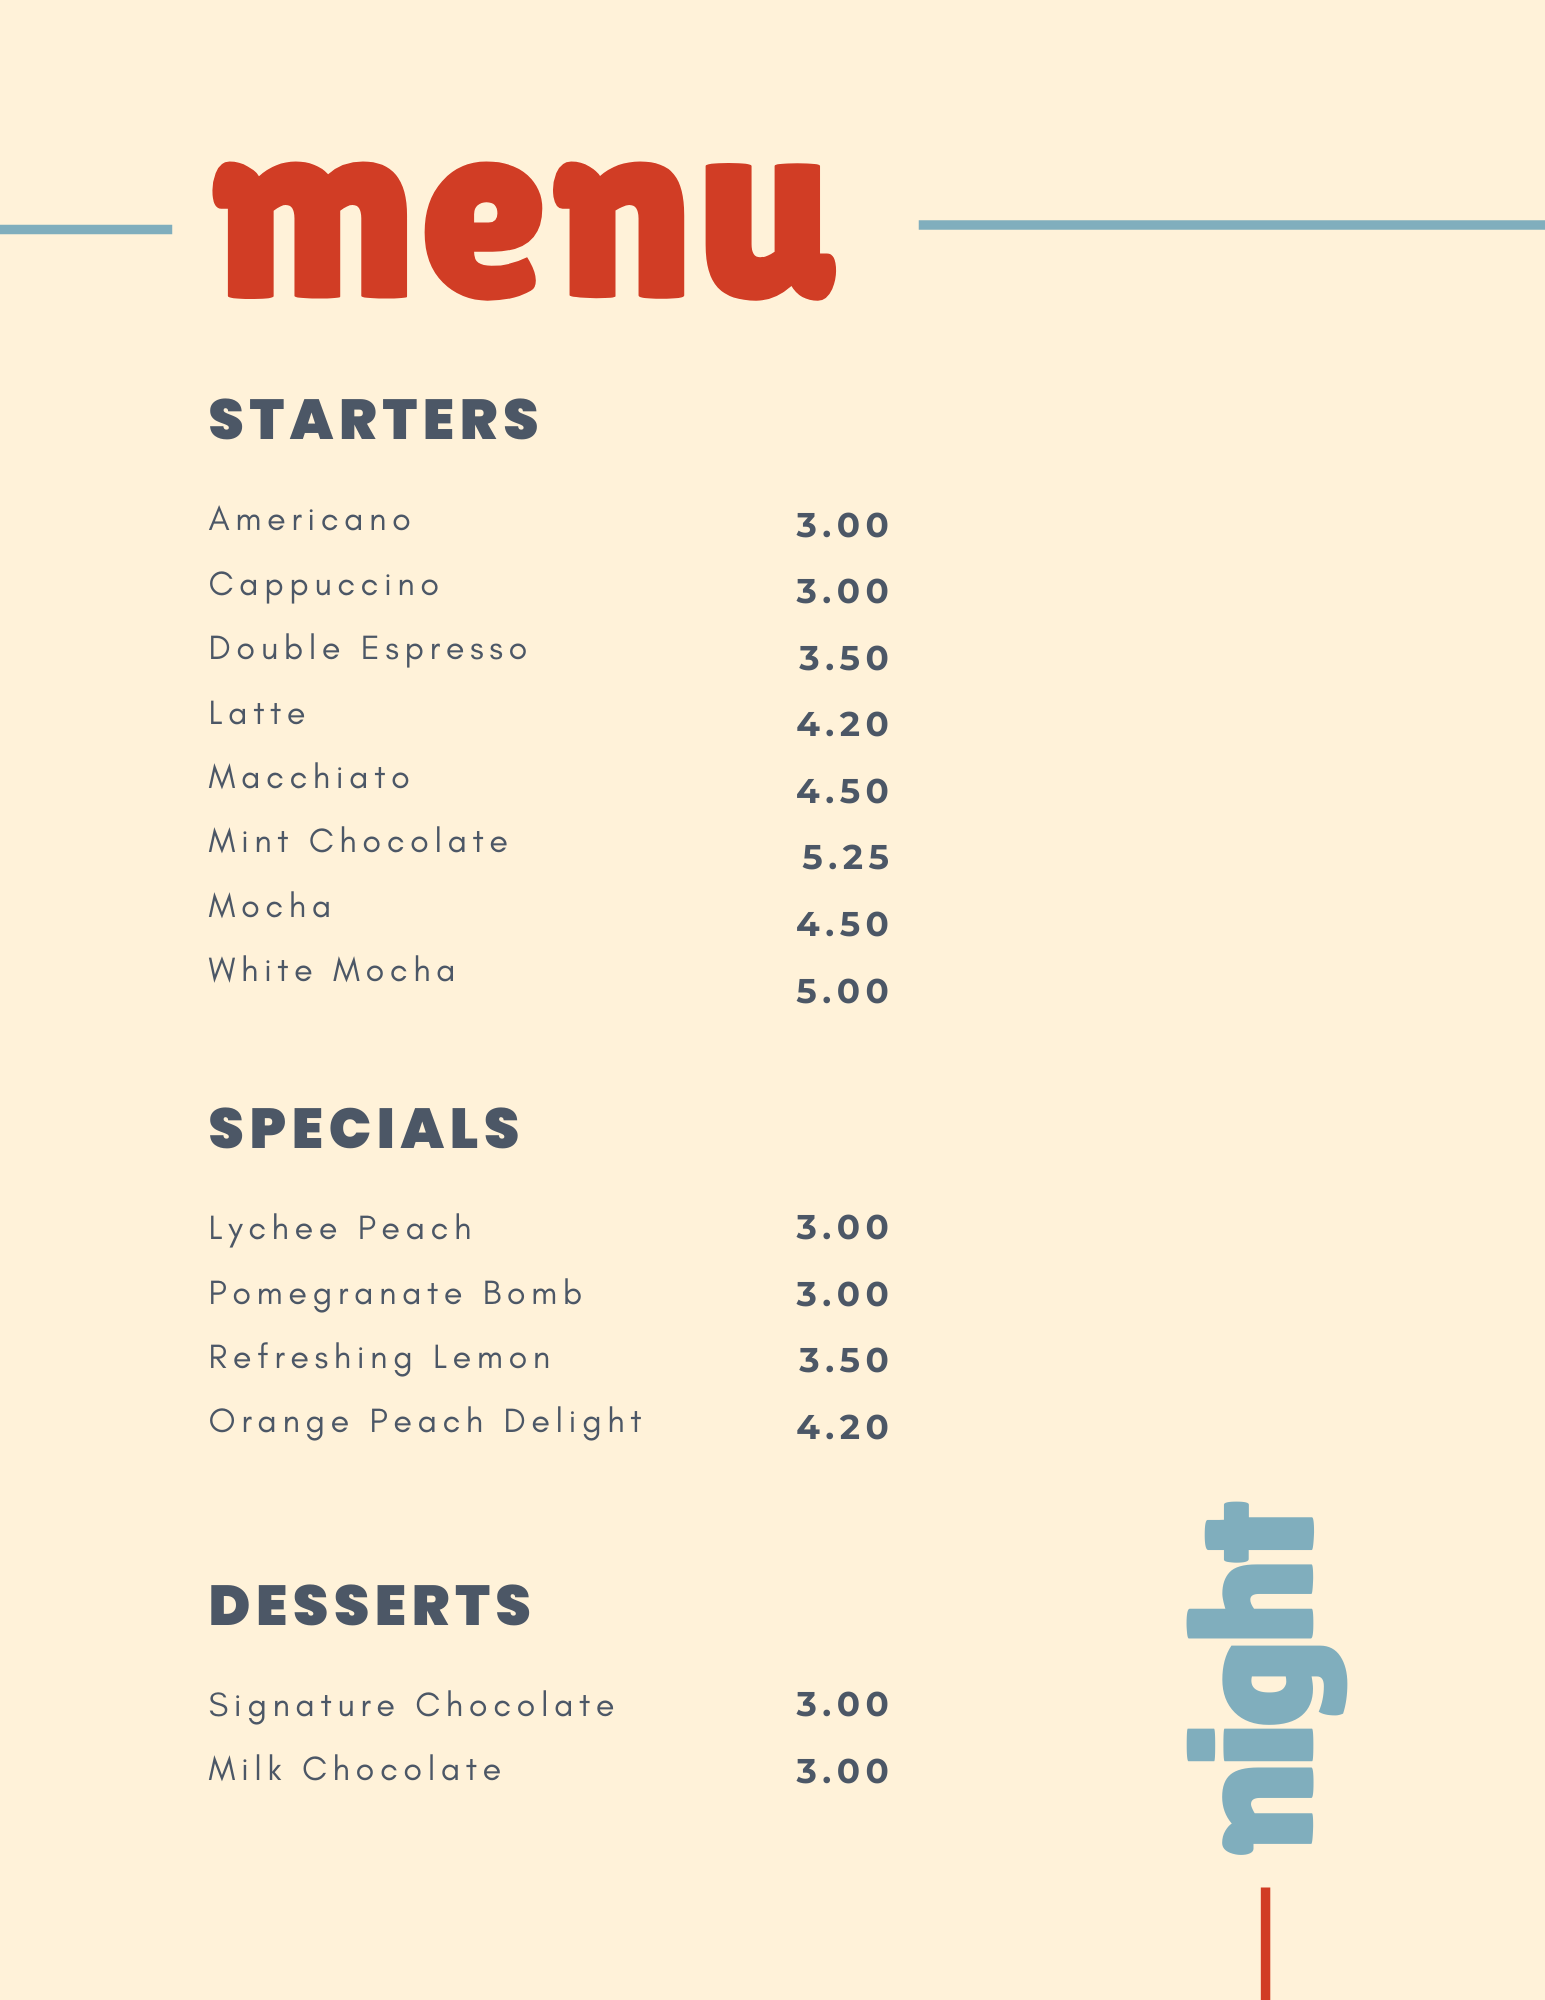 menu
STARTERS
Americano 3.00
Cappuccino 3.00
Double Espresso 3.50
Latte 4.20
Macchiato 4.50
Mint Chocolate 5.25
Mocha 4.50
White Mocha 5.00
SPECIALS
Lychee Peach 3.00
Pomegranate Bomb 3.00
Refreshing Lemon 3.50
Orange Peach Delight 4.20
DESSERTS
Signature Chocolate 3.00
Milk Chocolate 3.00
night